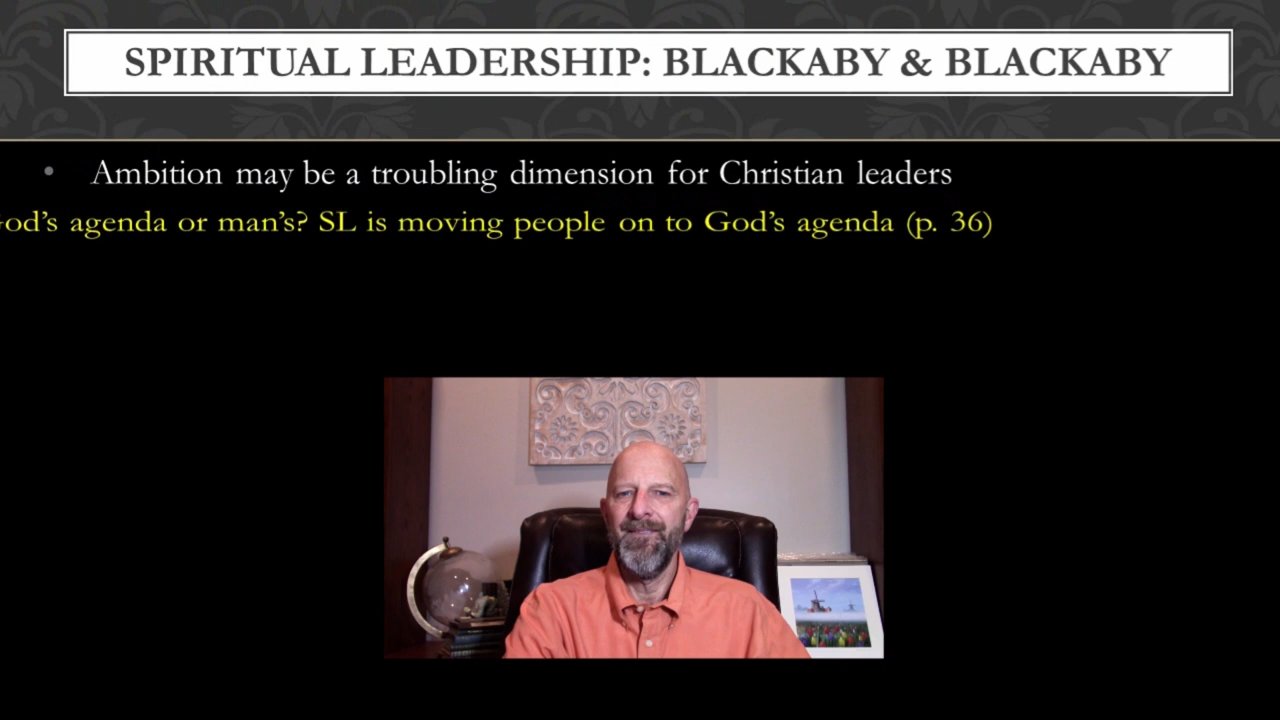 SPIRITUAL LEADERSHIP: BLACKABY & BLACKABY
• Ambition may be a troubling dimension for Christian leaders
od’s agenda or man’s? SL is moving people on to God’s agenda (p. 36)